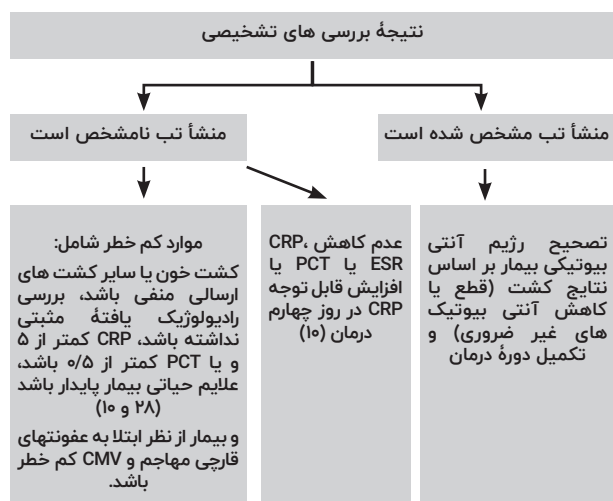 نتیجهٔ بررسی های تشخیصی
منشأ تب مشخص شده است
منشأ تب نامشخص است
تصحیح رژیم آنتی
بیوتیکی بیمار بر اساس
نتایج کشت (قطع یا
کاهش آنتی بیوتیک
های غیر ضروری) و
تکمیل دورهٔ درمان
عدم کاهش CRP،
ESR یا PCT یا
افزایش قابل توجه
CRP در روز چهارم
درمان (۱۰)
موارد کم خطر شامل:
کشت خون یا سایر کشت های
ارسالی منفی باشد، بررسی
رادیولوژیک یافتهٔ مثبتی
نداشته باشد، CRP کمتر از ۵
و یا PCT کمتر از ۰/۵ باشد،
علایم حیاتی بیمار پایدار باشد
(۲۸ و ۱۰)
و بیمار از نظر ابتلا به عفونتهای
قارچی مهاجم و CMV کم خطر
باشد.